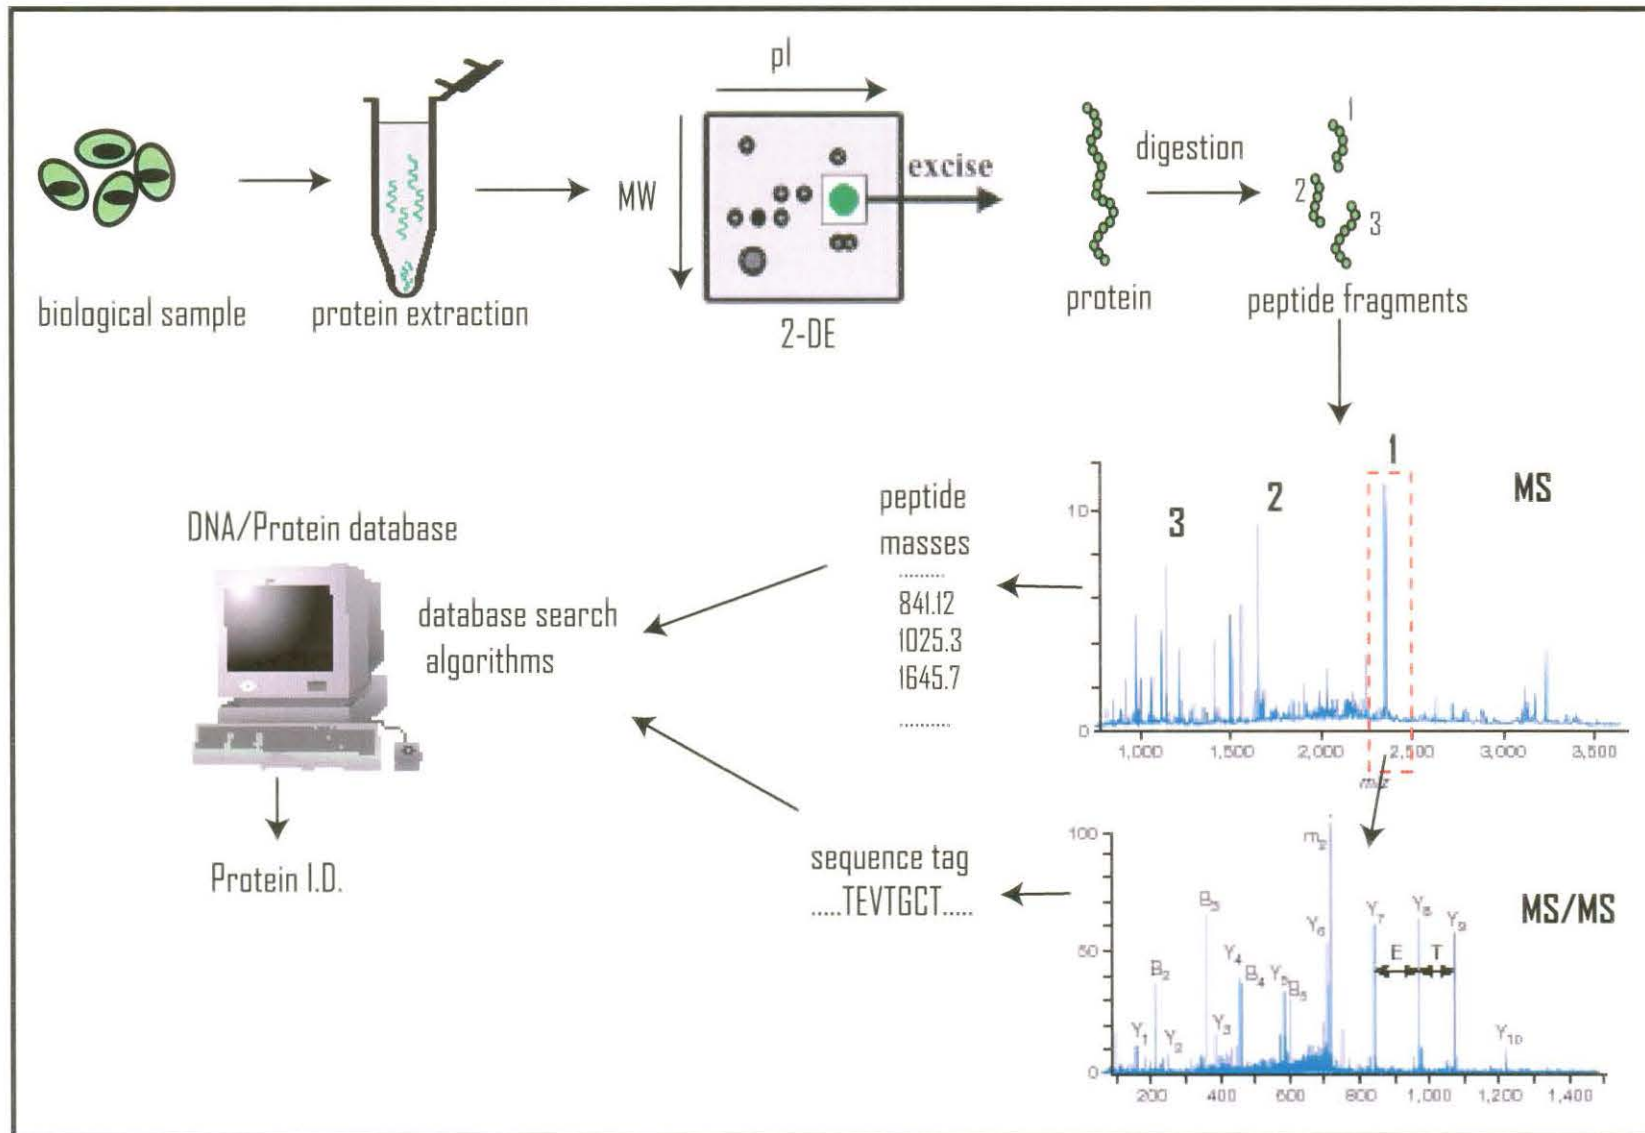 pI
MW
excise
digestion
1
2
3
biological sample
protein extraction
2-DE
protein
peptide fragments
MS
1
2
3
10
0
1,000 1,500 2,000 2,500 3,000 3,500
m/z
peptide
masses
.........
841.12
1025.3
1645.7
..........
DNA/Protein database
database search
algorithms
Protein I.D.
sequence tag
.....TEVTGCT.....
MS/MS
100
50
0
Y1
B2
Y2
B3
Y3
Y4
B4
Y5
B5
Y6
m2
Y7
E
Y8
T
Y9
Y10
200 400 600 800 1,000 1,200 1,400